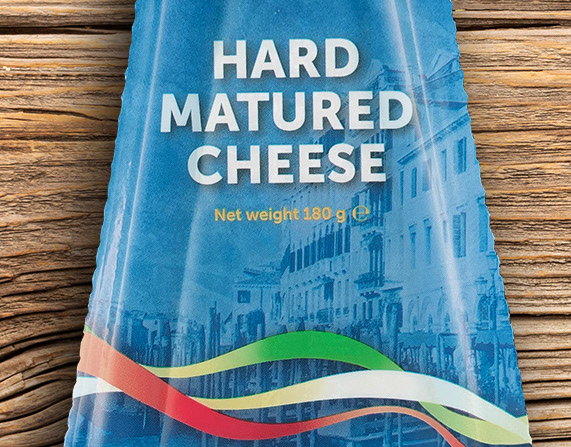 HARD
MATURED
CHEESE
Net weight 180 g ℮